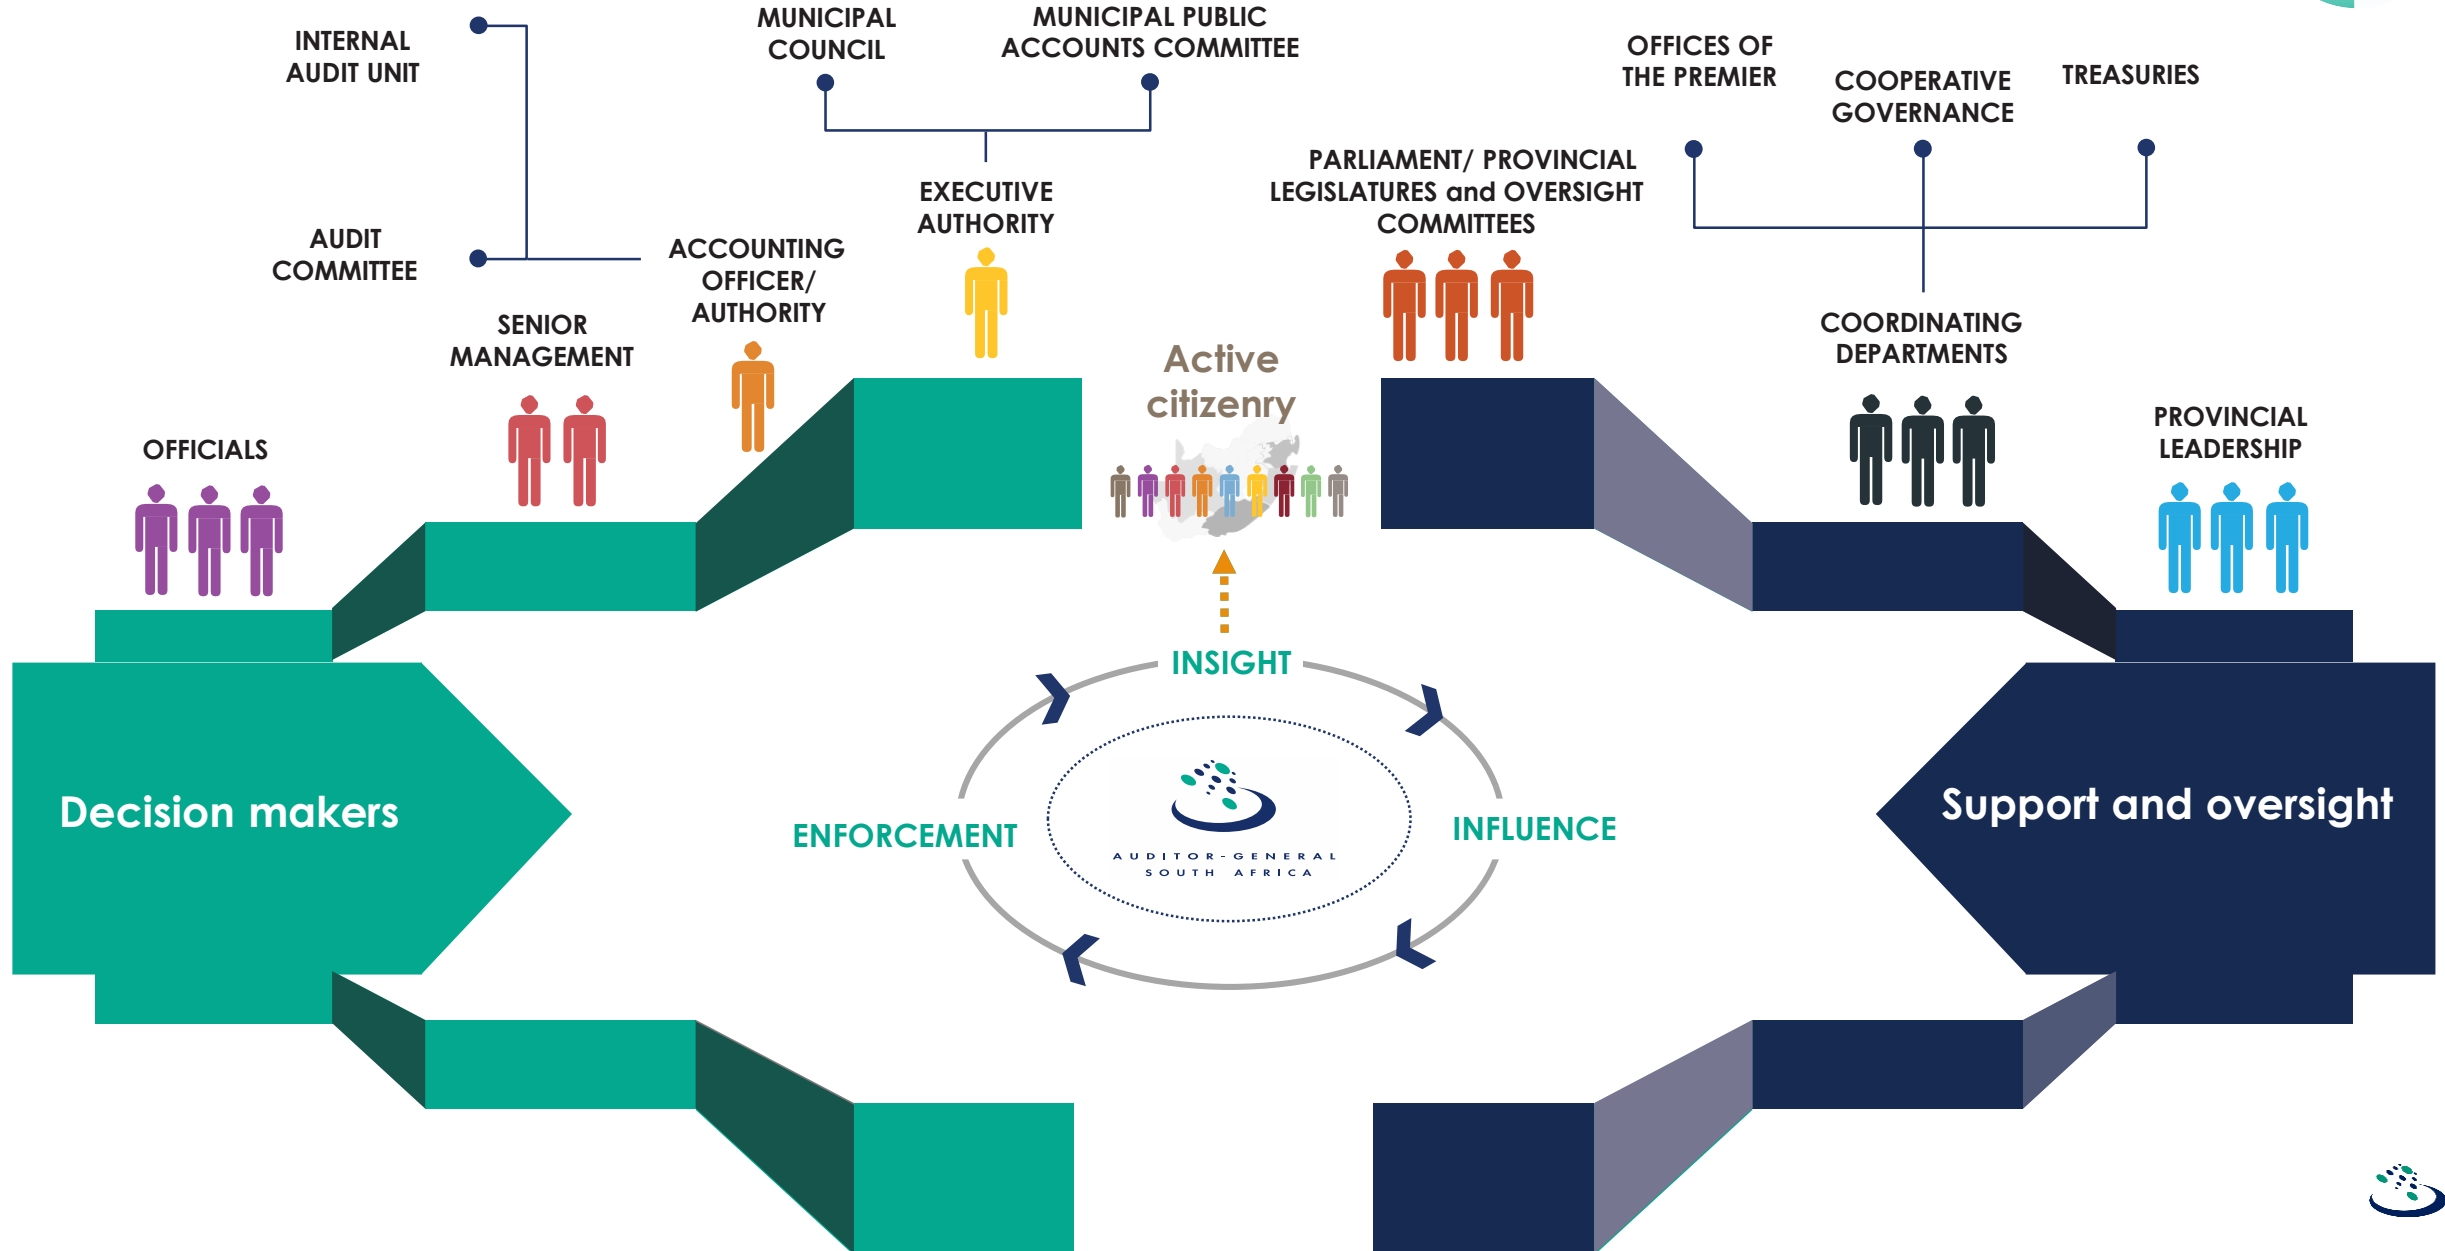 INTERNAL
AUDIT UNIT
MUNICIPAL
COUNCIL
MUNICIPAL PUBLIC
ACCOUNTS COMMITTEE
OFFICES OF
THE PREMIER
COOPERATIVE
GOVERNANCE
TREASURIES
AUDIT
COMMITTEE
ACCOUNTING
OFFICER/
AUTHORITY
EXECUTIVE
AUTHORITY
PARLIAMENT/ PROVINCIAL
LEGISLATURES and OVERSIGHT
COMMITTEES
SENIOR
MANAGEMENT
Active
citizenry
COORDINATING
DEPARTMENTS
OFFICIALS
PROVINCIAL
LEADERSHIP
INSIGHT
Decision makers
ENFORCEMENT
AUDITOR-GENERAL
SOUTH AFRICA
INFLUENCE
Support and oversight